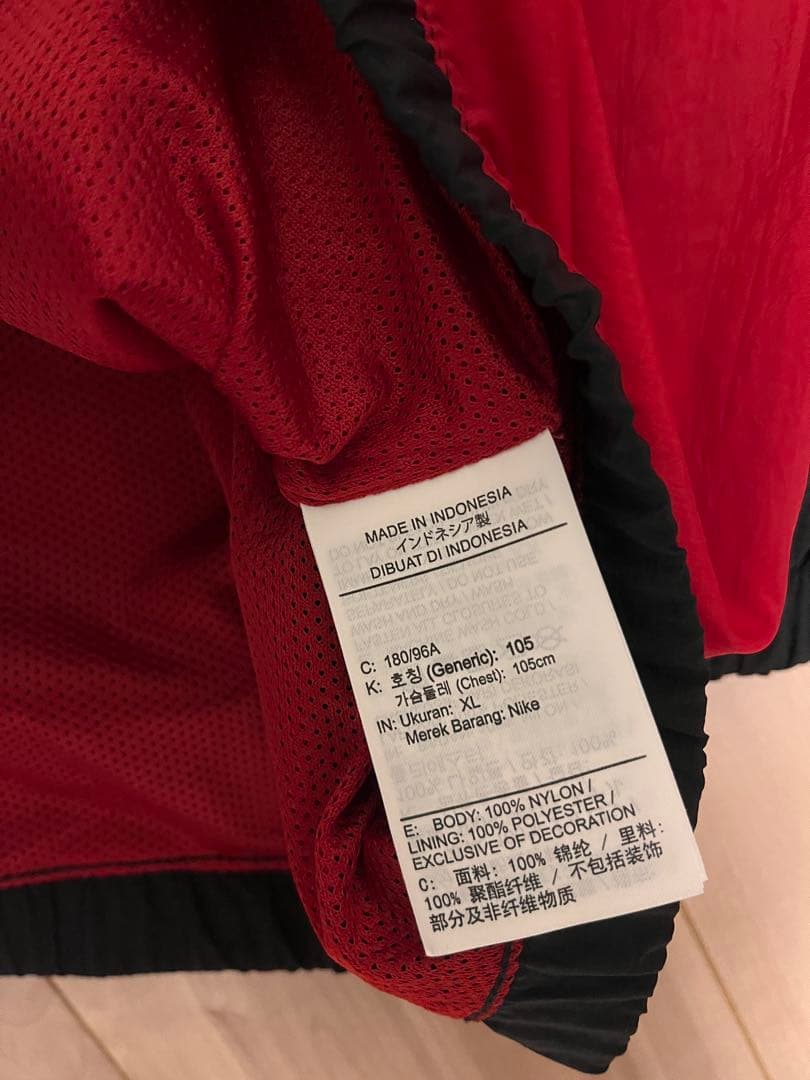 MADE IN INDONESIA
インドネシア製
DIBUAT DI INDONESIA
C: 180/96A
K: 호칭 (Generic): 105
가슴둘레 (Chest): 105cm
IN: Ukuran: XL
Merek Barang: Nike
E: BODY: 100% NYLON /
LINING: 100% POLYESTER /
EXCLUSIVE OF DECORATION
C: 面料: 100% 锦纶 / 里料:
100% 聚酯纤维 / 不包括装饰
部分及非纤维物质